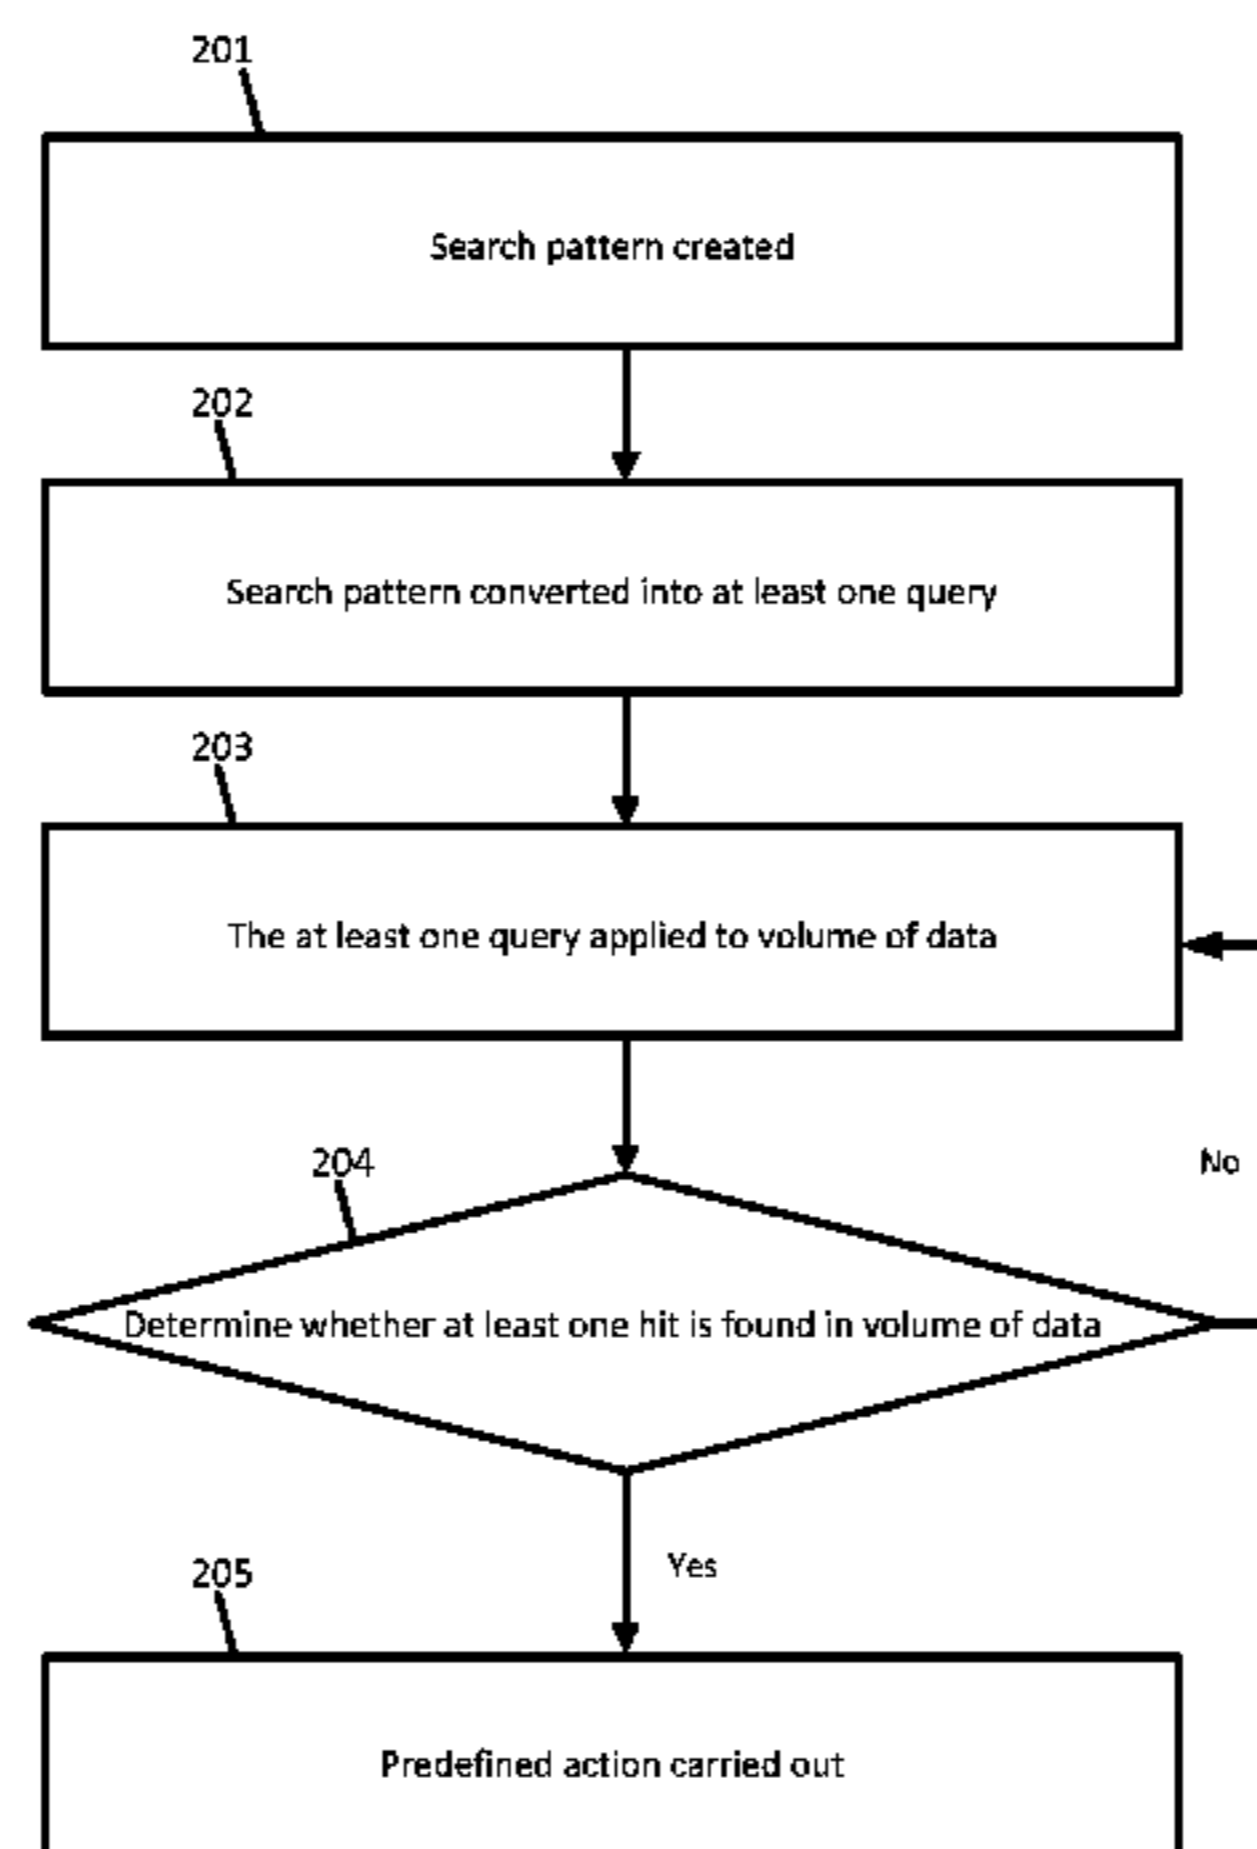 201
Search pattern created
202
Search pattern converted into at least one query
203
The at least one query applied to volume of data
204
No
Determine whether at least one hit is found in volume of data
Yes
205
Predefined action carried out